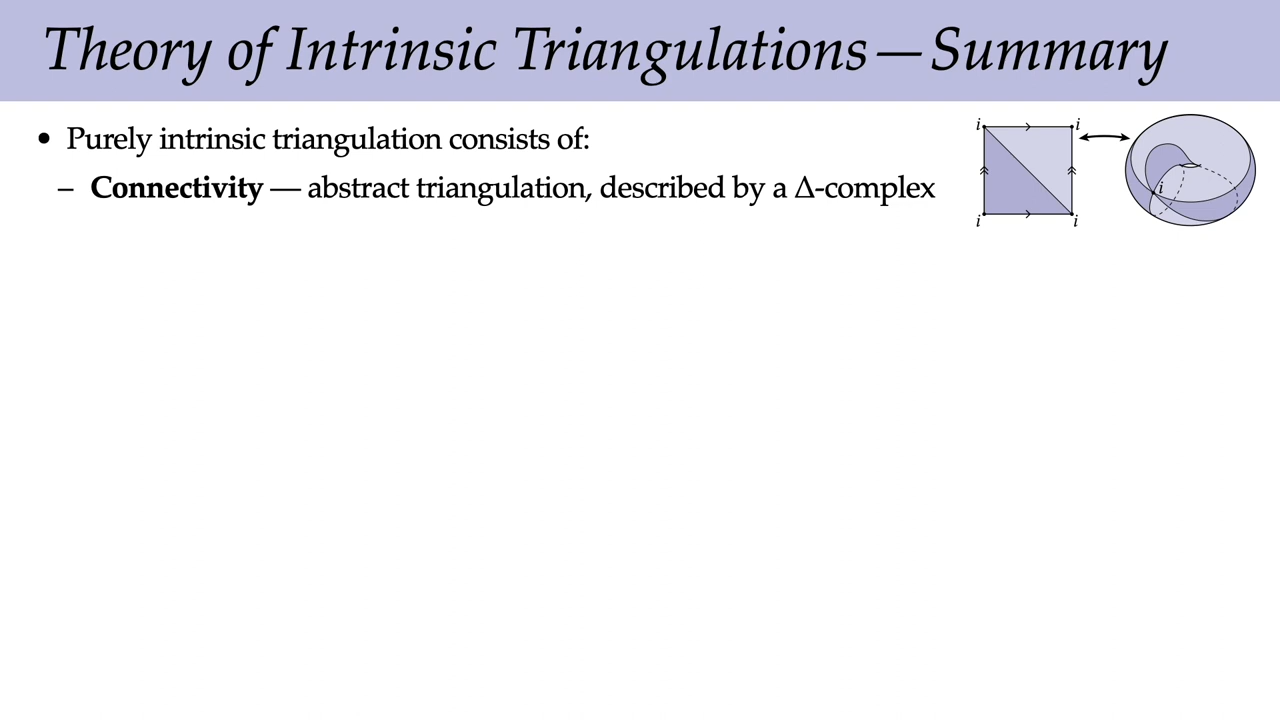 Theory of Intrinsic Triangulations — Summary
• Purely intrinsic triangulation consists of:
– Connectivity — abstract triangulation, described by a Δ-complex
i i
i i
i